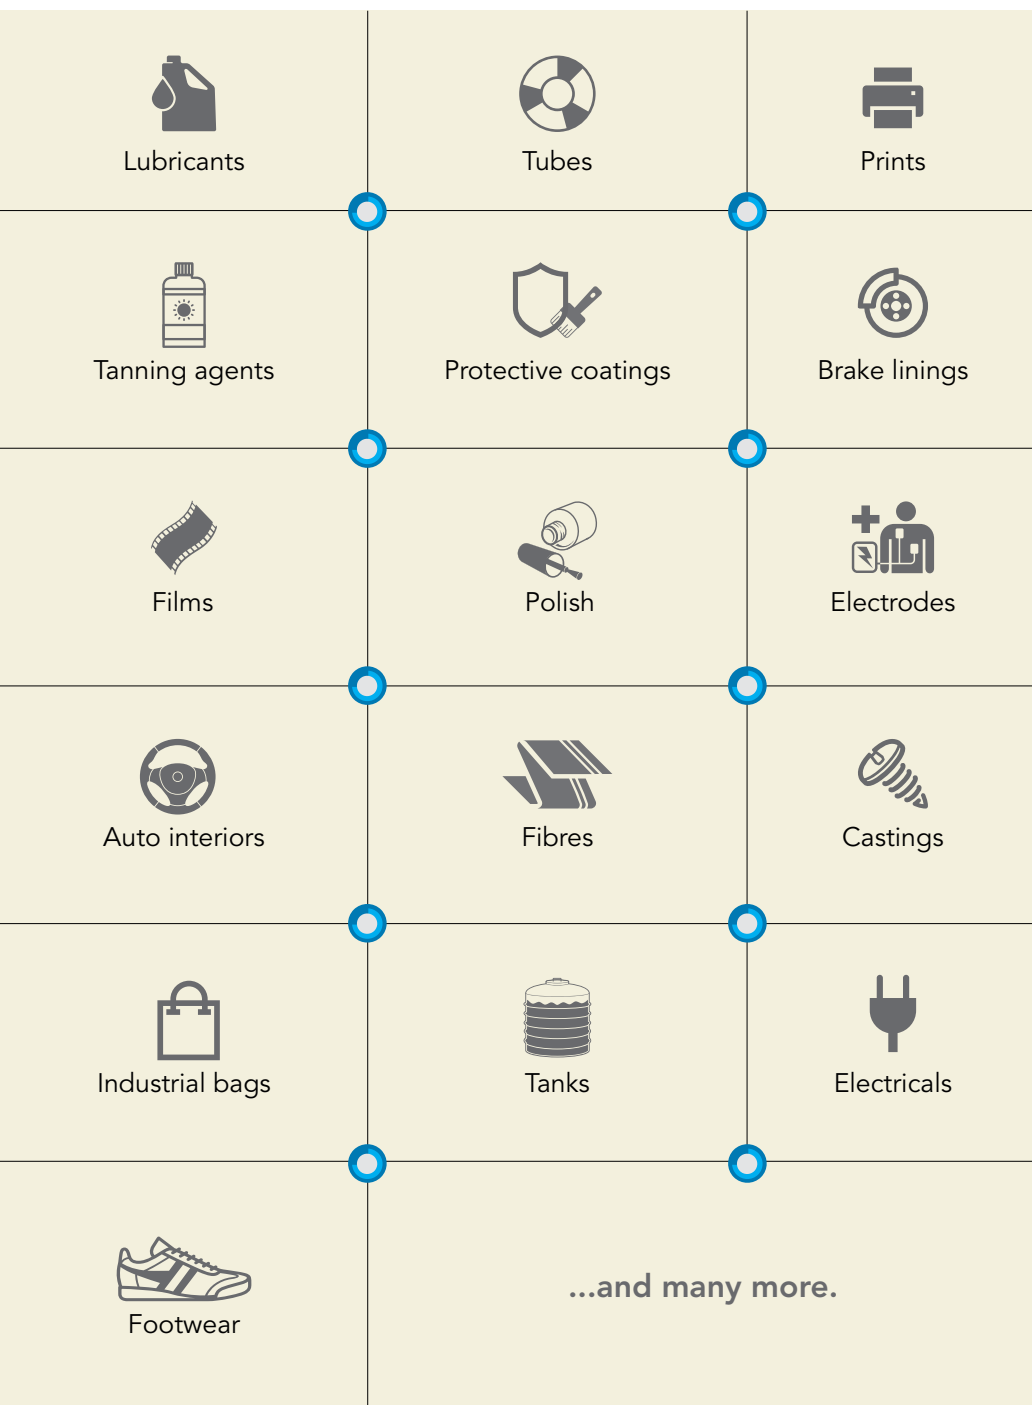 Lubricants
Tubes
Prints
Tanning agents
Protective coatings
Brake linings
Films
Polish
Electrodes
Auto interiors
Fibres
Castings
Industrial bags
Tanks
Electricals
Footwear
...and many more.